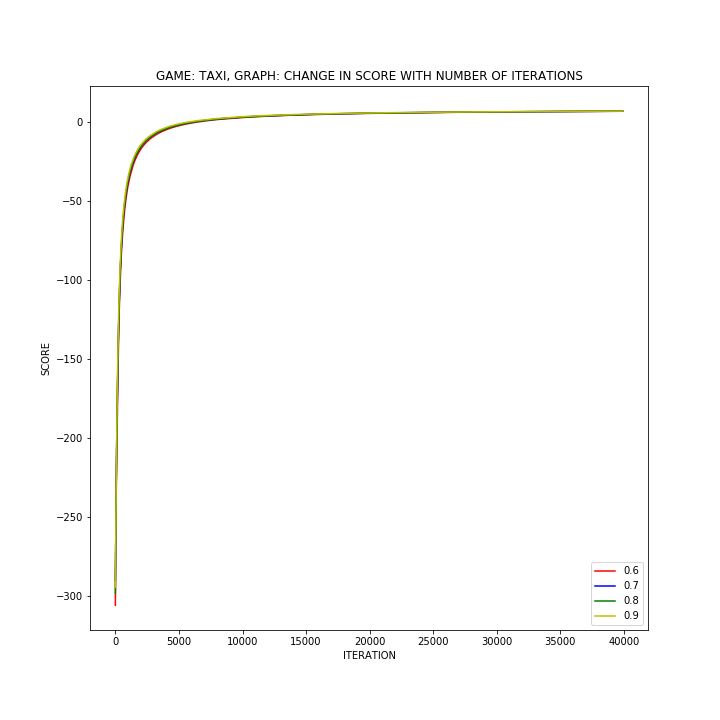 GAME: TAXI, GRAPH: CHANGE IN SCORE WITH NUMBER OF ITERATIONS
0
−50
−100
−150
−200
−250
−300
SCORE
0.6
0.7
0.8
0.9
0 5000 10000 15000 20000 25000 30000 35000 40000
ITERATION